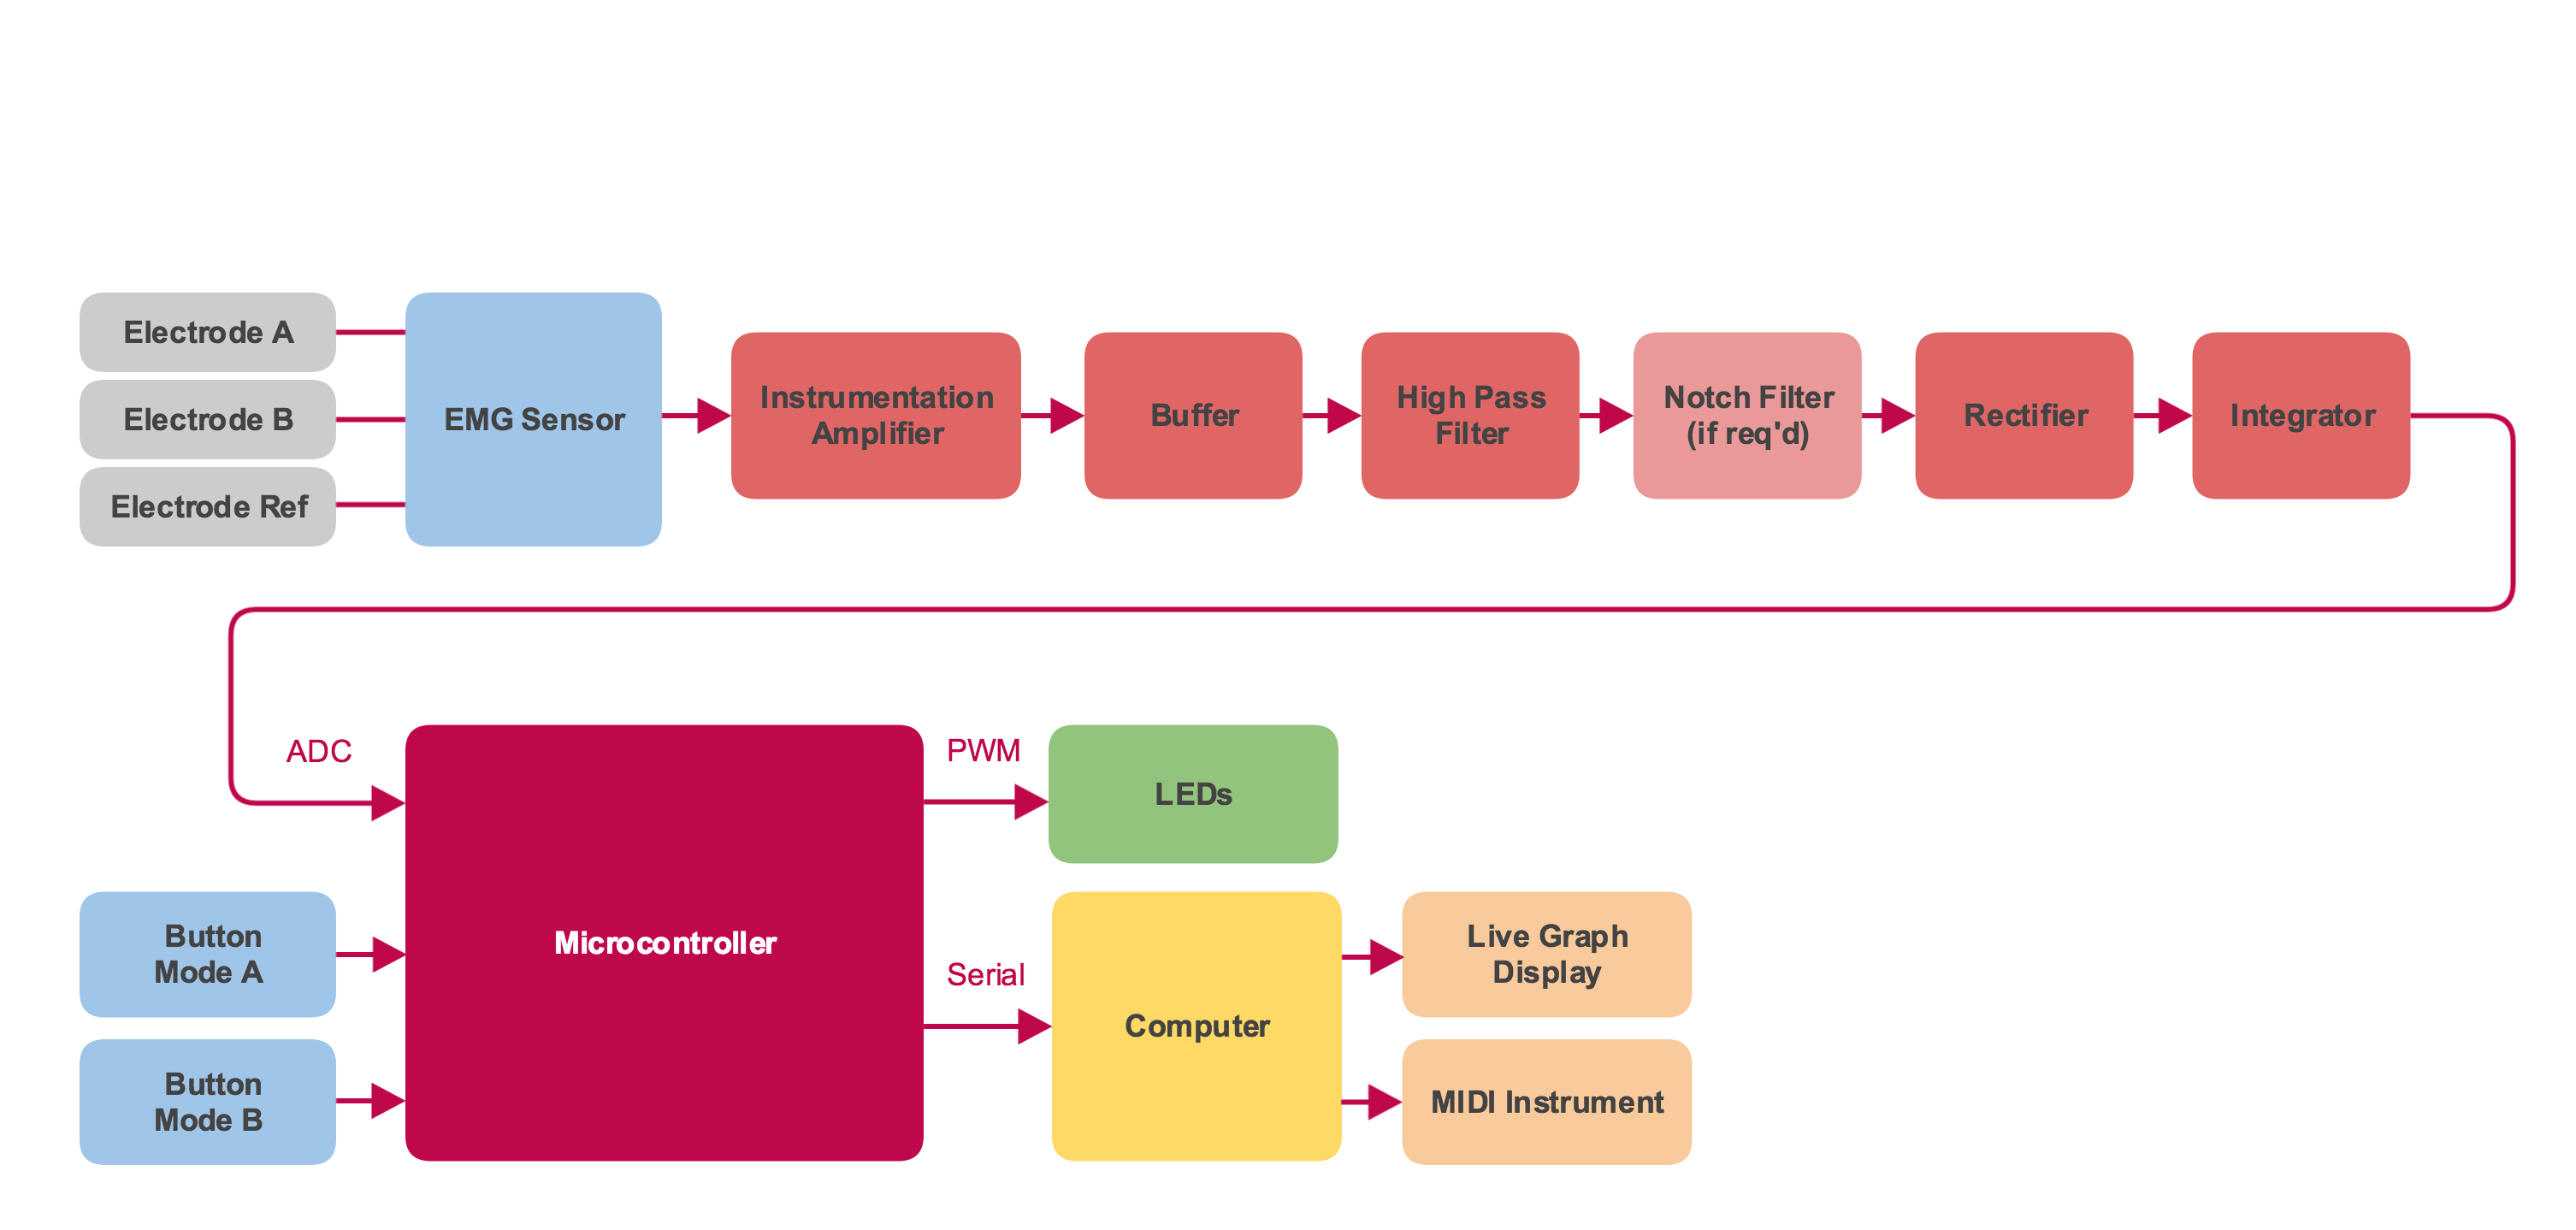 Electrode A
Electrode B
Electrode Ref
EMG Sensor
Instrumentation
Amplifier
Buffer
High Pass
Filter
Notch Filter
(if req'd)
Rectifier
Integrator
ADC
Button
Mode A
Button
Mode B
Microcontroller
PWM
Serial
LEDs
Computer
Live Graph
Display
MIDI Instrument